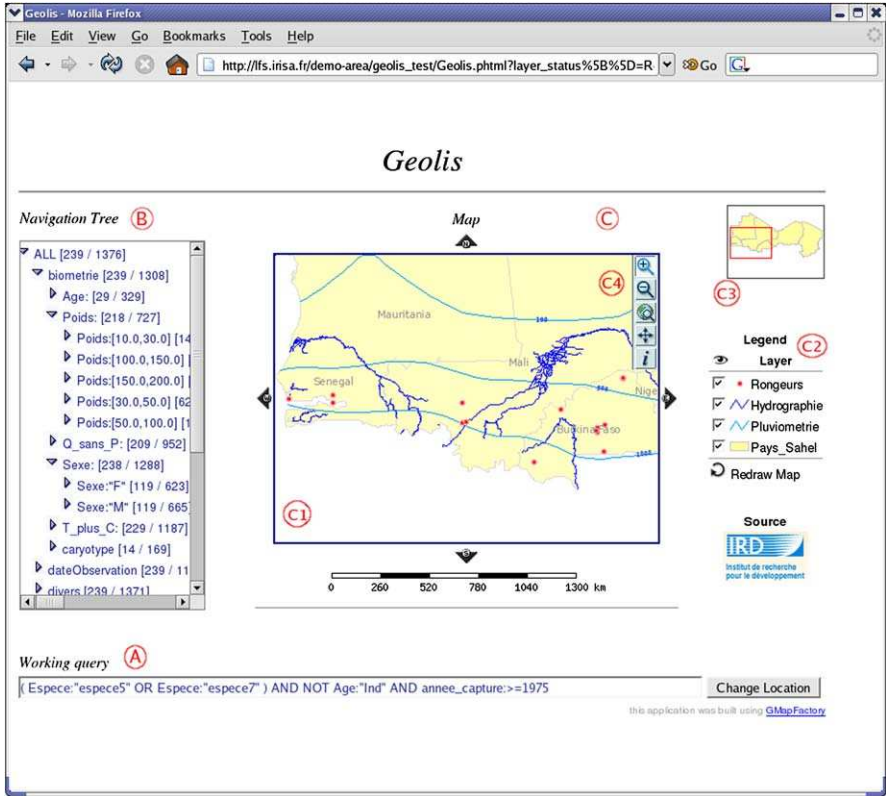 Geolis - Mozilla Firefox
File Edit View Go Bookmarks Tools Help
http://lfs.irisa.fr/demo-area/geolis_test/Geolis.phtml?layer_status%5B%5D=R
Go
G
Geolis
Navigation Tree
B
Map
C
N
ALL [239 / 1376]
biometrie [239 / 1308]
Age: [29 / 329]
Poids: [218 / 727]
Poids:[10.0,30.0] [14
Poids:[100.0,150.0] [
Poids:[150.0,200.0] [
Poids:[30.0,50.0] [62
Poids:[50.0,100.0] [1
Q_sans_P: [209 / 952]
Sexe: [238 / 1288]
Sexe:"F" [119 / 623]
Sexe:"M" [119 / 665]
T_plus_C: [229 / 1187]
caryotype [14 / 169]
dateObservation [239 / 11
divers [239 / 1371]
C4
Mauritania
Mali
Senegal
Nige
Burkina Faso
1000
i
C1
S
0 260 520 780 1040 1300 km
C3
Legend
C2
Layer
Rongeurs
Hydrographie
Pluviometrie
Pays_Sahel
Redraw Map
Source
IRD
Institut de recherche
pour le développement
Working query
A
( Espece:"espece5" OR Espece:"espece7" ) AND NOT Age:"Ind" AND annee_capture:>=1975
Change Location
this application was built using GMapFactory